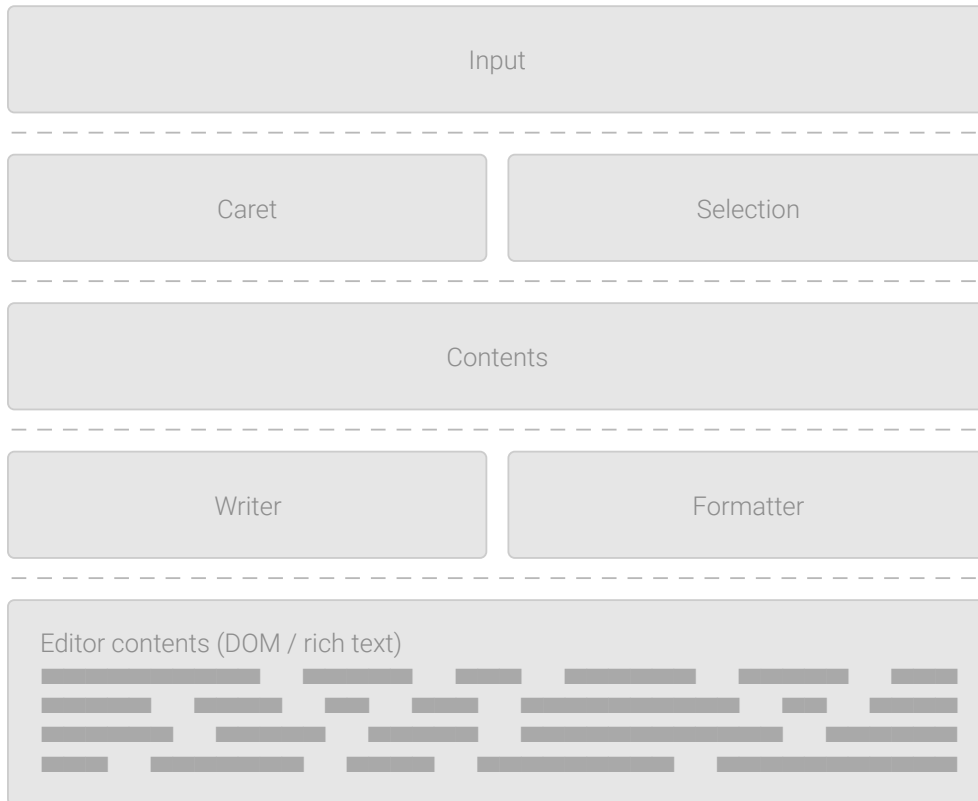 Input
Caret
Selection
Contents
Writer
Formatter
Editor contents (DOM / rich text)